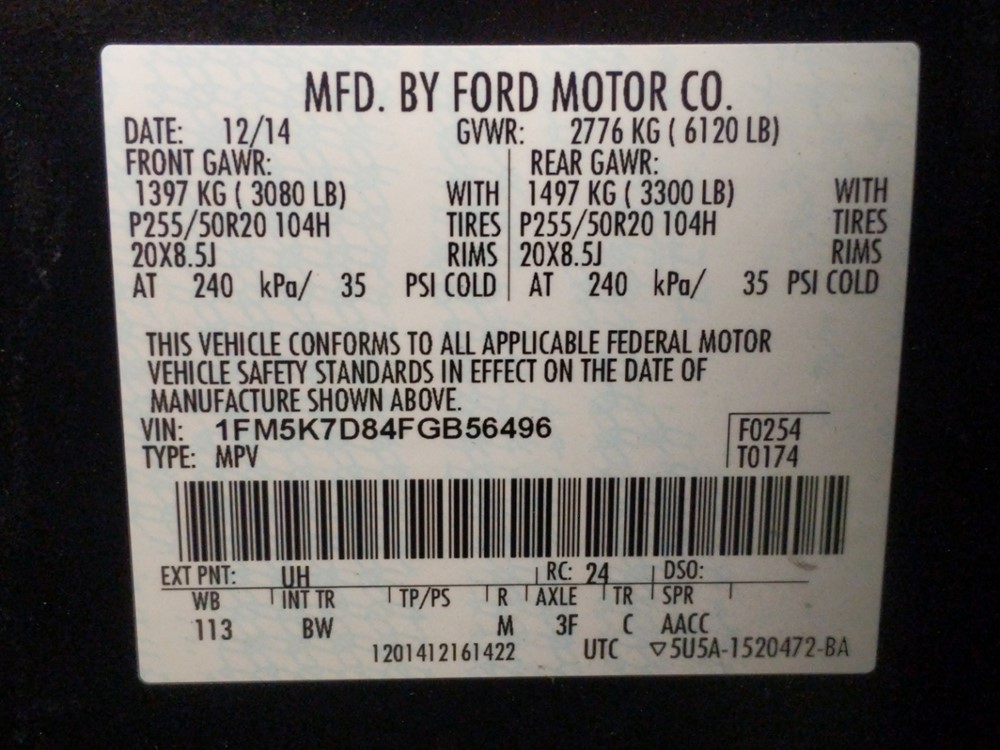 MFD. BY FORD MOTOR CO.
DATE: 12/14 GVWR: 2776 KG ( 6120 LB)
FRONT GAWR: REAR GAWR:
1397 KG ( 3080 LB) WITH 1497 KG ( 3300 LB) WITH
P255/50R20 104H TIRES P255/50R20 104H TIRES
20X8.5J RIMS 20X8.5J RIMS
AT 240 kPa/ 35 PSI COLD AT 240 kPa/ 35 PSI COLD
THIS VEHICLE CONFORMS TO ALL APPLICABLE FEDERAL MOTOR
VEHICLE SAFETY STANDARDS IN EFFECT ON THE DATE OF
MANUFACTURE SHOWN ABOVE.
VIN: 1FM5K7D84FGB56496 F0254
TYPE: MPV T0174
EXT PNT: UH RC: 24 DSO:
WB INT TR TP/PS R AXLE TR SPR
113 BW M 3F C AACC
1201412161422 UTC ▽5U5A-1520472-BA